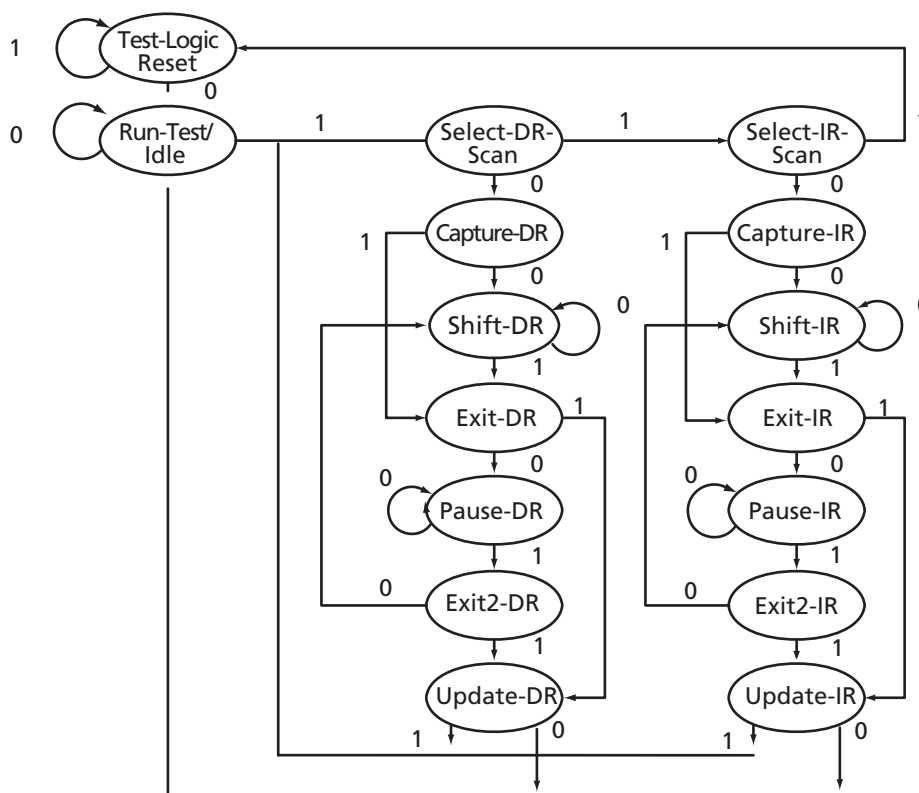 1
Test-Logic
Reset
0
0
Run-Test/
Idle
1
Select-DR-
Scan
1
Select-IR-
Scan
0
0
1
Capture-DR
1
Capture-IR
0
0
Shift-DR
0
Shift-IR
1
1
Exit-DR
1
Exit-IR
1
0
0
0
Pause-DR
0
Pause-IR
1
1
0
Exit2-DR
0
Exit2-IR
1
1
Update-DR
Update-IR
1
0
1
0